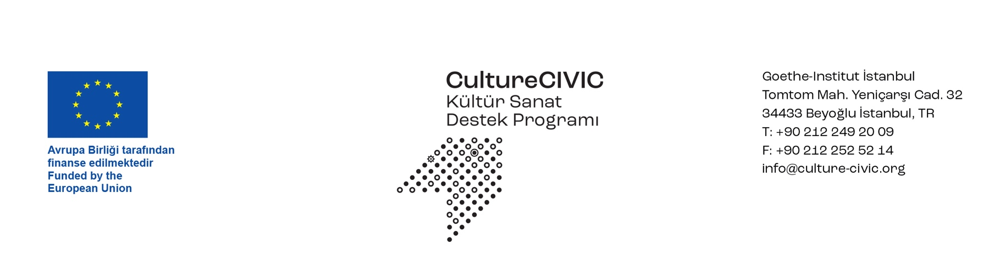 Avrupa Birliği tarafından
finanse edilmektedir
Funded by the
European Union
CultureCIVIC
Kültür Sanat
Destek Programı
Goethe-Institut İstanbul
Tomtom Mah. Yeniçarşı Cad. 32
34433 Beyoğlu İstanbul, TR
T: +90 212 249 20 09
F: +90 212 252 52 14
info@culture-civic.org